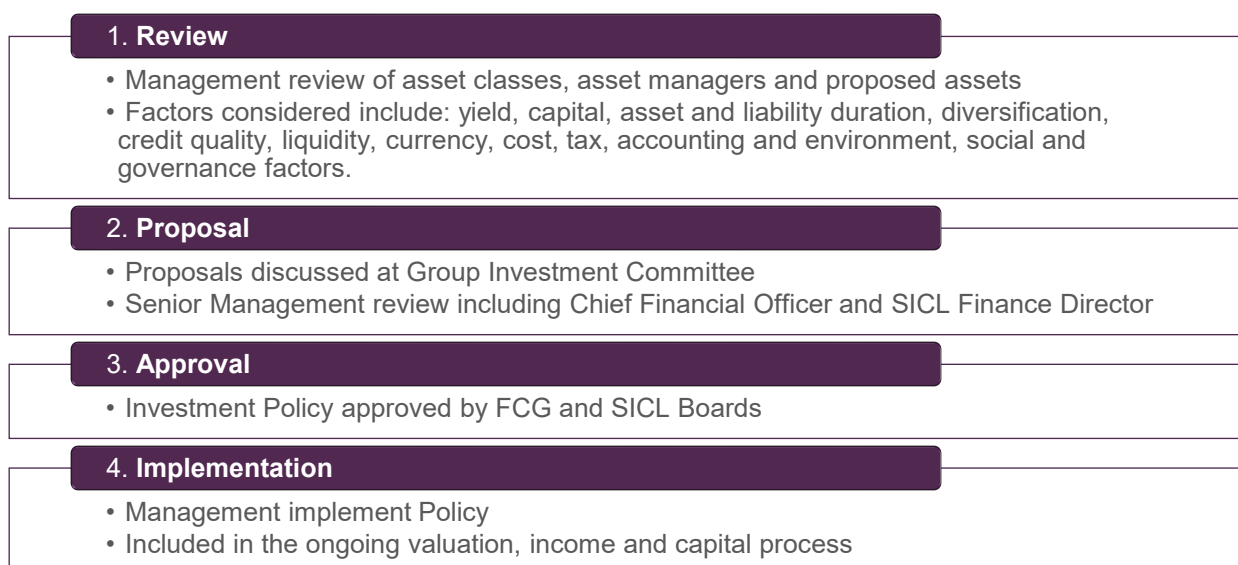 1. Review
• Management review of asset classes, asset managers and proposed assets
• Factors considered include: yield, capital, asset and liability duration, diversification,
credit quality, liquidity, currency, cost, tax, accounting and environment, social and
governance factors.
2. Proposal
• Proposals discussed at Group Investment Committee
• Senior Management review including Chief Financial Officer and SICL Finance Director
3. Approval
• Investment Policy approved by FCG and SICL Boards
4. Implementation
• Management implement Policy
• Included in the ongoing valuation, income and capital process